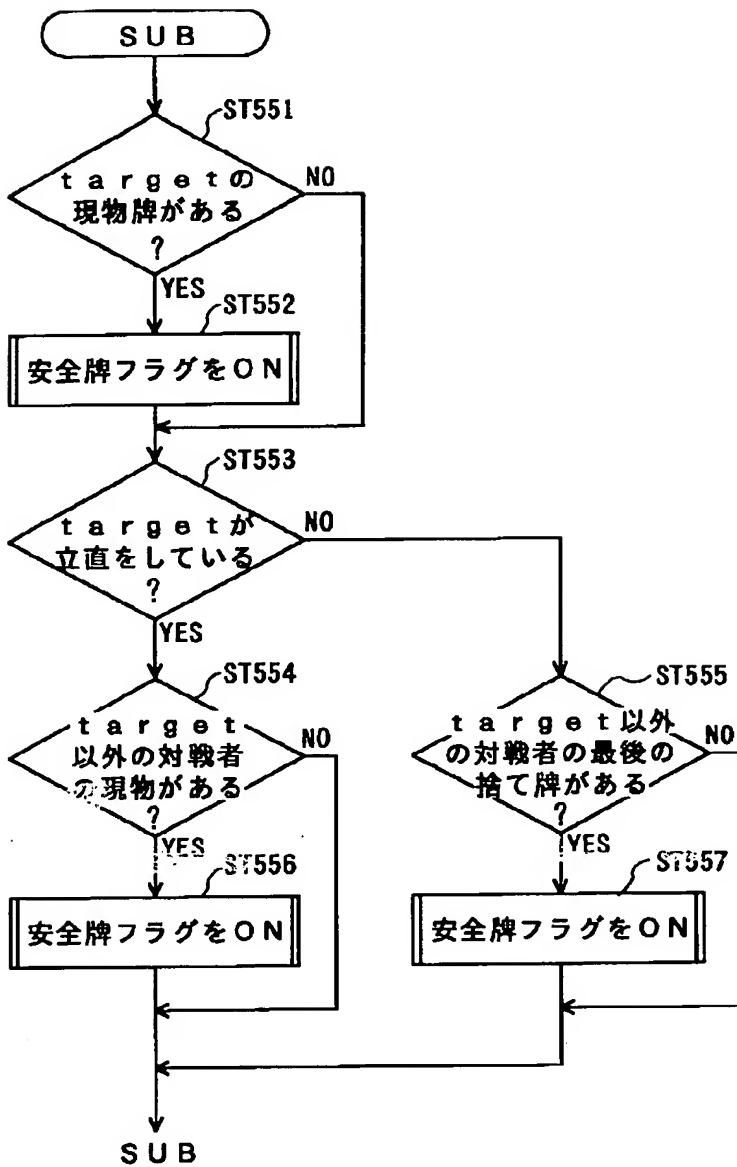 SUB
ST551
targetの
現物牌がある
?
NO
YES
ST552
安全牌フラグをON
ST553
targetが
立直をしている
?
NO
YES
ST554
target
以外の対戦者
の現物がある
?
NO
YES
ST555
target以外
の対戦者の最後の
捨て牌がある
?
NO
YES
ST556
安全牌フラグをON
ST557
安全牌フラグをON
SUB